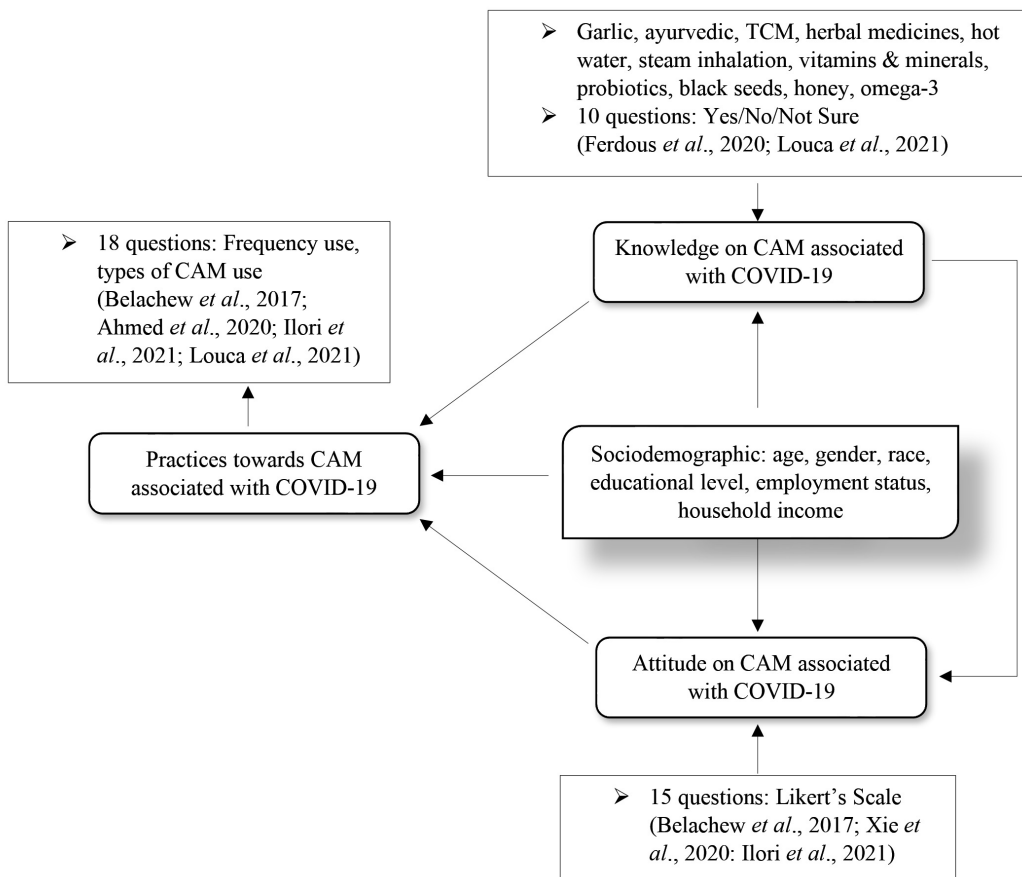 ➢ Garlic, ayurvedic, TCM, herbal medicines, hot
water, steam inhalation, vitamins & minerals,
probiotics, black seeds, honey, omega-3
➢ 10 questions: Yes/No/Not Sure
(Ferdous et al., 2020; Louca et al., 2021)
➢ 18 questions: Frequency use,
types of CAM use
(Belachew et al., 2017;
Ahmed et al., 2020; Ilori et
al., 2021; Louca et al., 2021)
Knowledge on CAM associated
with COVID-19
Practices towards CAM
associated with COVID-19
Sociodemographic: age, gender, race,
educational level, employment status,
household income
Attitude on CAM associated
with COVID-19
➢ 15 questions: Likert’s Scale
(Belachew et al., 2017; Xie et
al., 2020: Ilori et al., 2021)